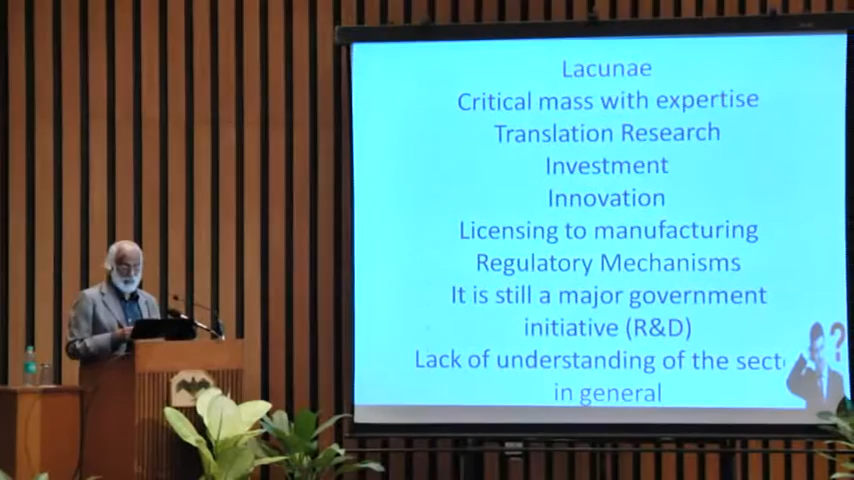 Lacunae
Critical mass with expertise
Translation Research
Investment
Innovation
Licensing to manufacturing
Regulatory Mechanisms
It is still a major government
initiative (R&D)
Lack of understanding of the
in general
?